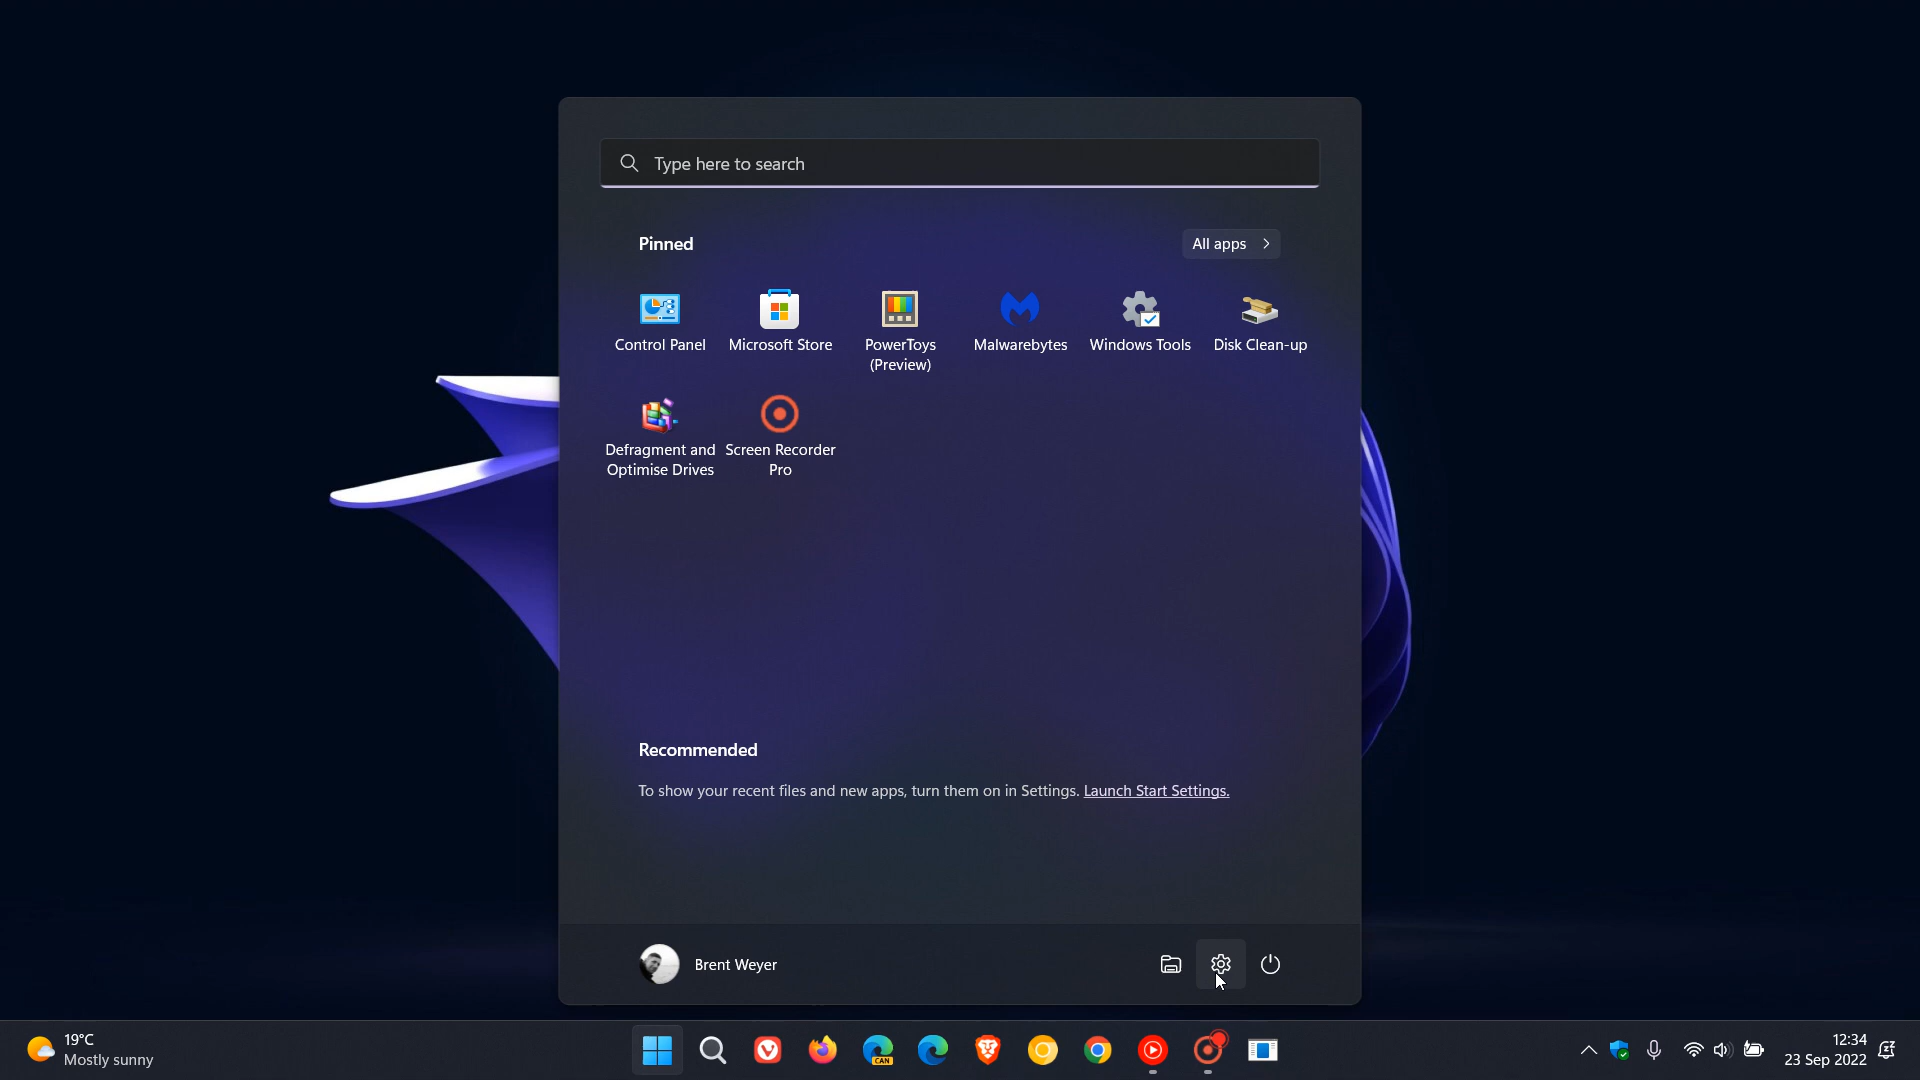 Type here to search
Pinned
All apps
Control Panel
Microsoft Store
PowerToys
(Preview)
Malwarebytes
Windows Tools
Disk Clean-up
Defragment and
Optimise Drives
Screen Recorder
Pro
Recommended
To show your recent files and new apps, turn them on in Settings. Launch Start Settings.
Brent Weyer
19°C
Mostly sunny
CAN
12:34
23 Sep 2022